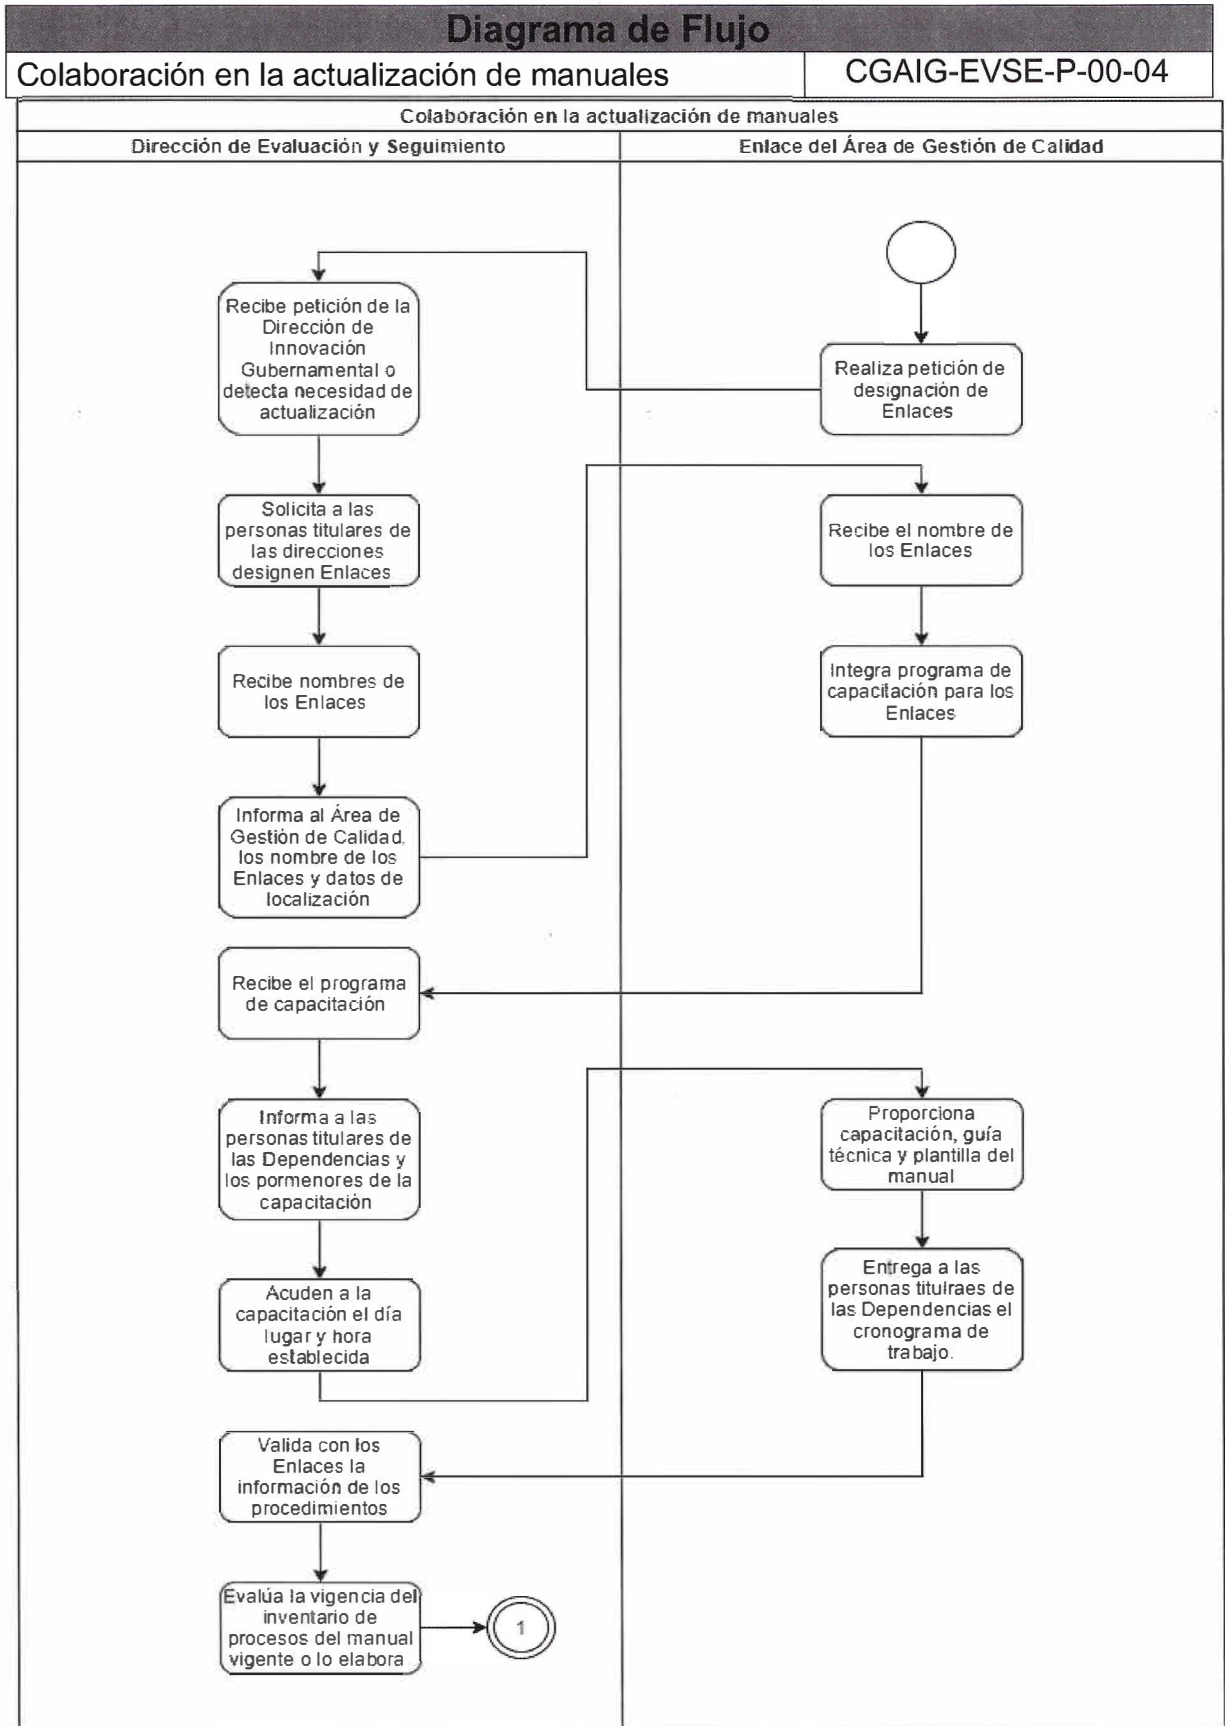 Diagrama de Flujo
Colaboración en la actualización de manuales
CGAIG-EVSE-P-00-04
Colaboración en la actualización de manuales
Dirección de Evaluación y Seguimiento
Enlace del Área de Gestión de Calidad
Realiza petición de
designación de
Enlaces
Recibe petición de la
Dirección de
Innovación
Gubernamental o
detecta necesidad de
actualización
Solicita a las
personas titulares de
las direcciones
designen Enlaces
Recibe nombres de
los Enlaces
Informa al Área de
Gestión de Calidad,
los nombre de los
Enlaces y datos de
localización
Recibe el nombre de
los Enlaces
Integra programa de
capacitación para los
Enlaces
Recibe el programa
de capacitación
Informa a las
personas titulares de
las Dependencias y
los pormenores de la
capacitación
Acuden a la
capacitación el día
lugar y hora
establecida
Proporciona
capacitación, guía
técnica y plantilla del
manual
Entrega a las
personas titulraes de
las Dependencias el
cronograma de
trabajo.
Valida con los
Enlaces la
información de los
procedimientos
Evalúa la vigencia del
inventario de
procesos del manual
vigente o lo elabora
1